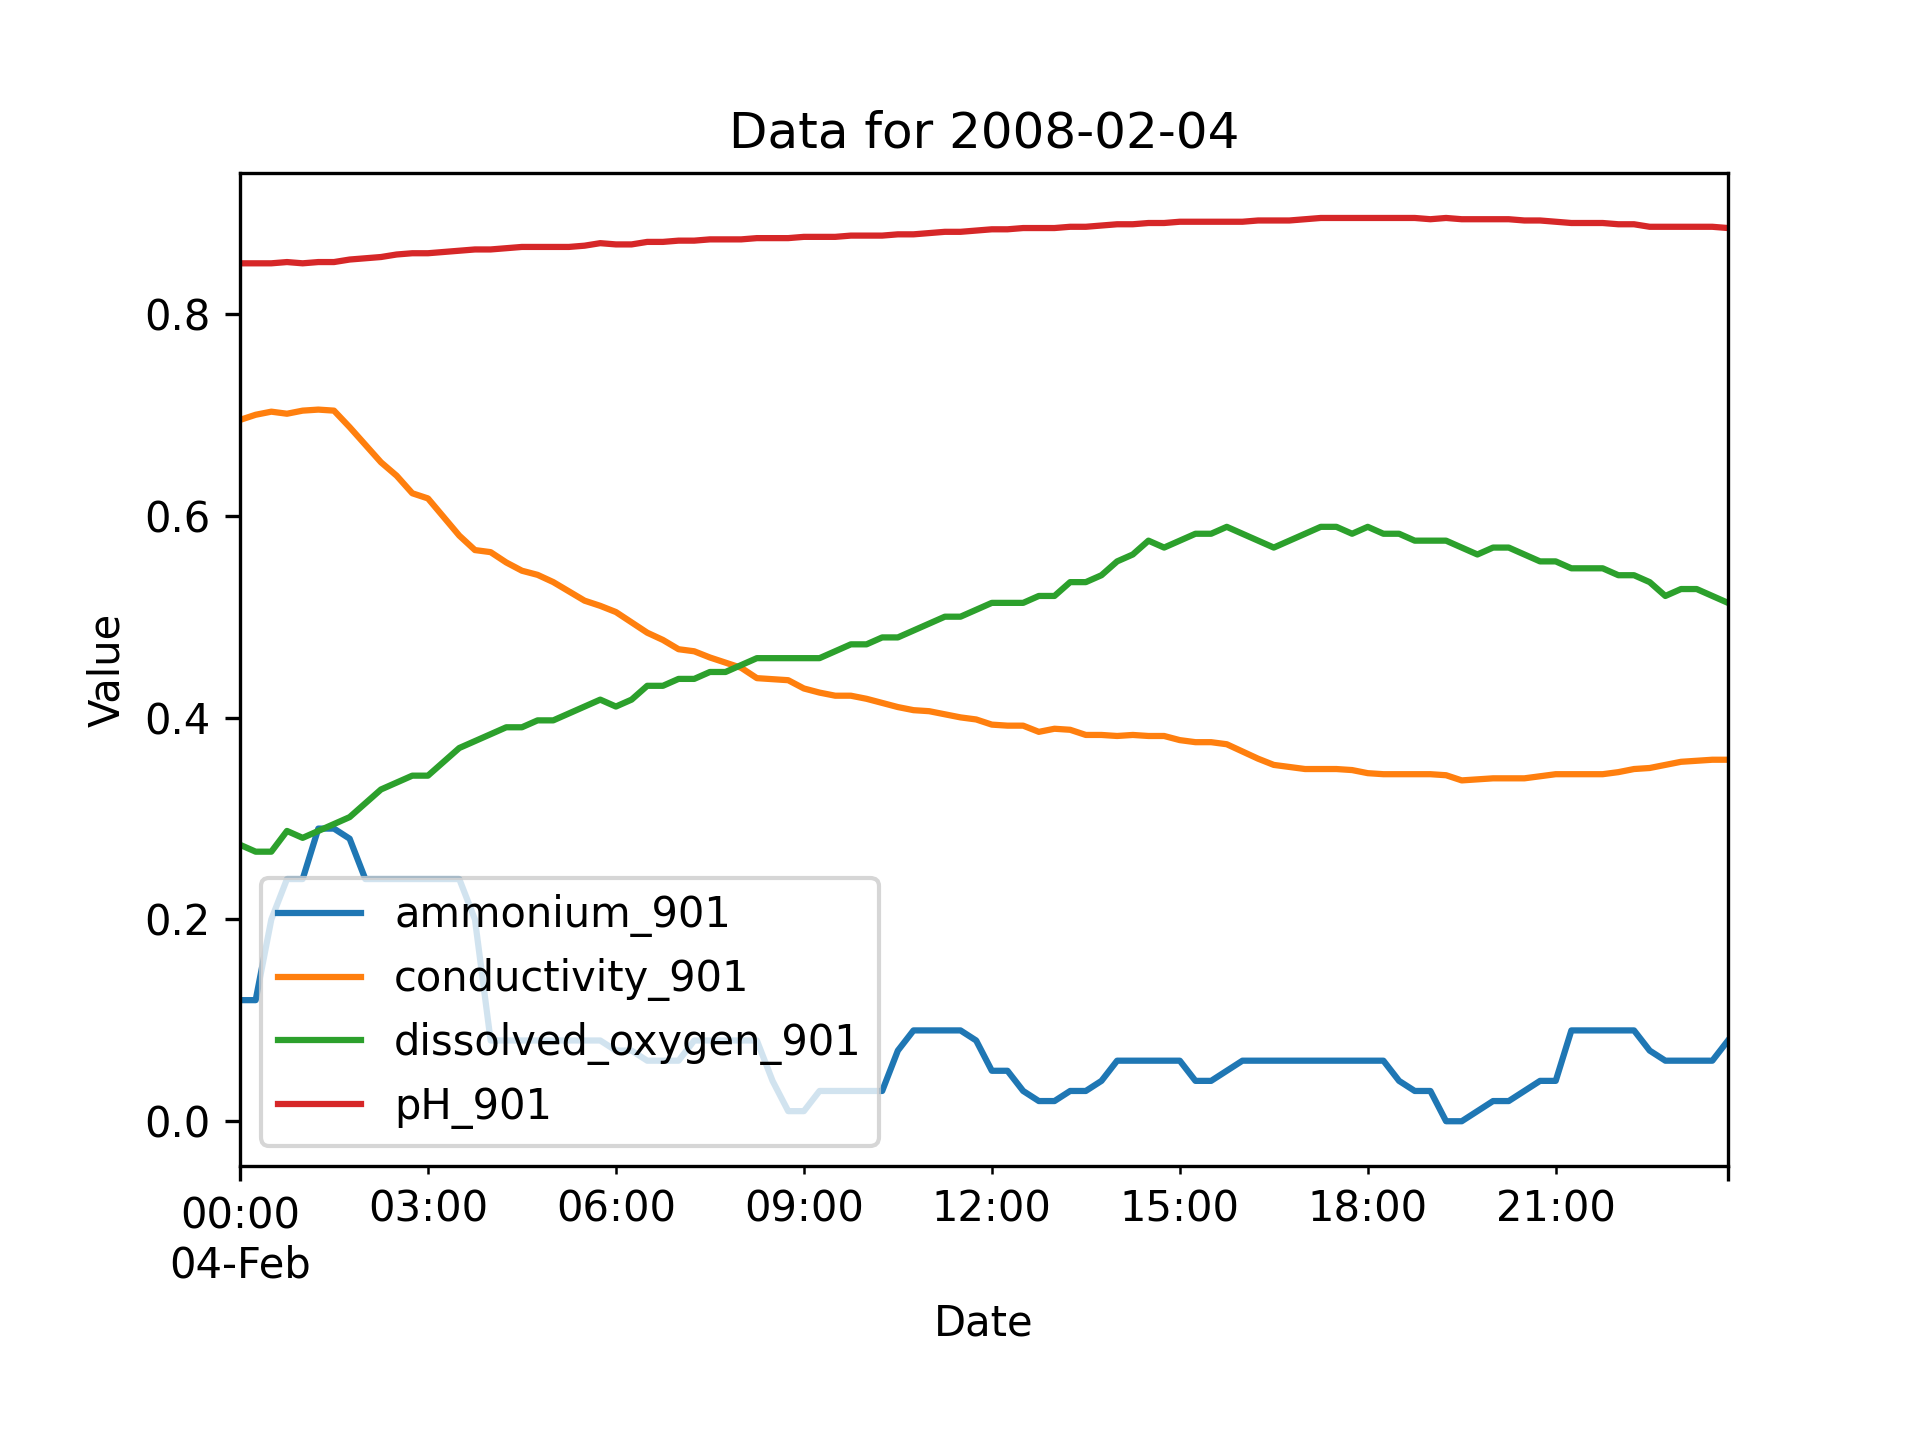 Data for 2008-02-04
Value
0.8
0.6
0.4
0.2
0.0
ammonium_901
conductivity_901
dissolved_oxygen_901
pH_901
00:00 03:00 06:00 09:00 12:00 15:00 18:00 21:00
04-Feb
Date